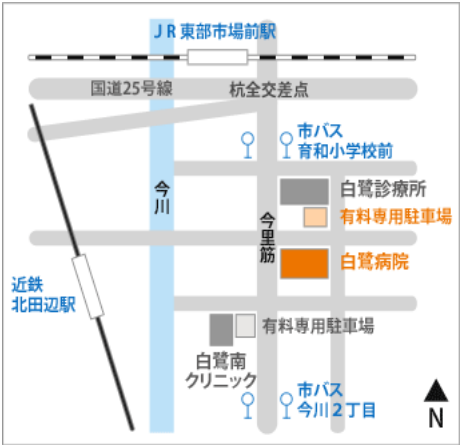 JR東部市場前駅
国道25号線
杭全交差点
市バス
育和小学校前
今川
白鷺診療所
有料専用駐車場
今里筋
白鷺病院
近鉄
北田辺駅
有料専用駐車場
白鷺南
クリニック
市バス
今川2丁目
N